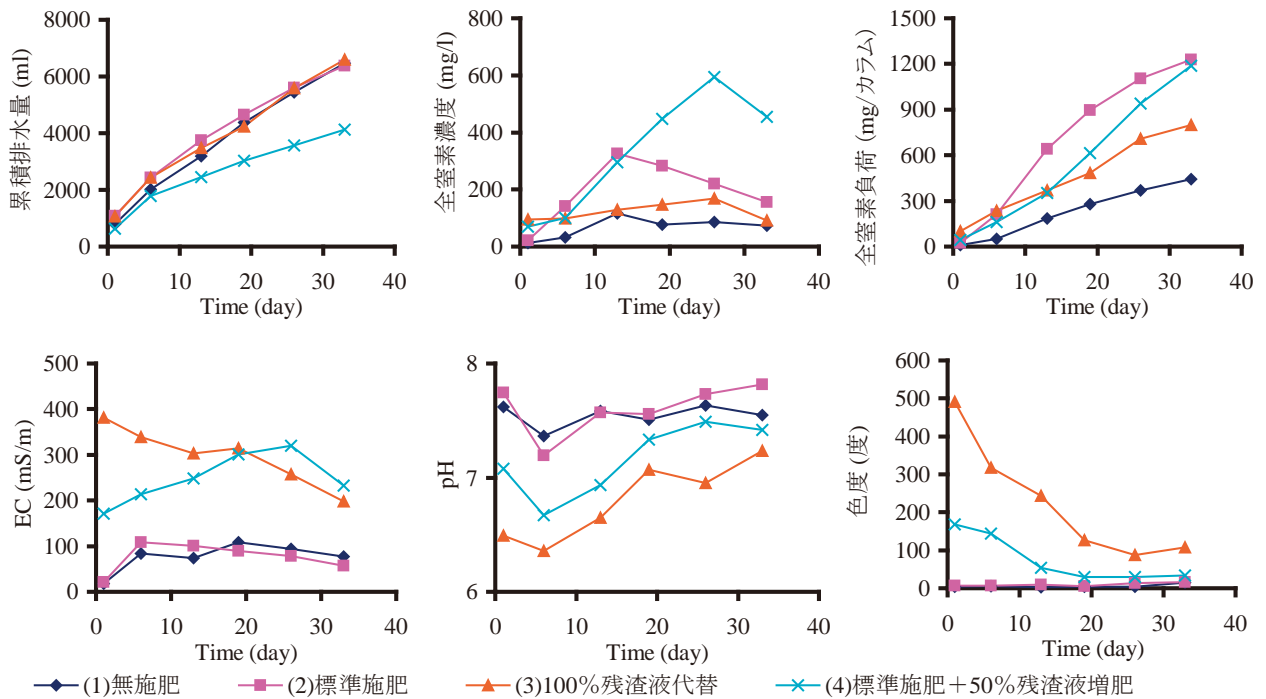 累積排水量 (ml)
8000
6000
4000
2000
0
0 10 20 30 40
Time (day)
全窒素濃度 (mg/l)
800
600
400
200
0
0 10 20 30 40
Time (day)
全窒素負荷 (mg/カラム)
1500
1200
900
600
300
0
0 10 20 30 40
Time (day)
EC (mS/m)
500
400
300
200
100
0
0 10 20 30 40
Time (day)
pH
8
7
6
0 10 20 30 40
Time (day)
色度 (度)
600
500
400
300
200
100
0
0 10 20 30 40
Time (day)
(1)無施肥 (2)標準施肥 (3)100%残渣液代替 (4)標準施肥+50%残渣液増肥